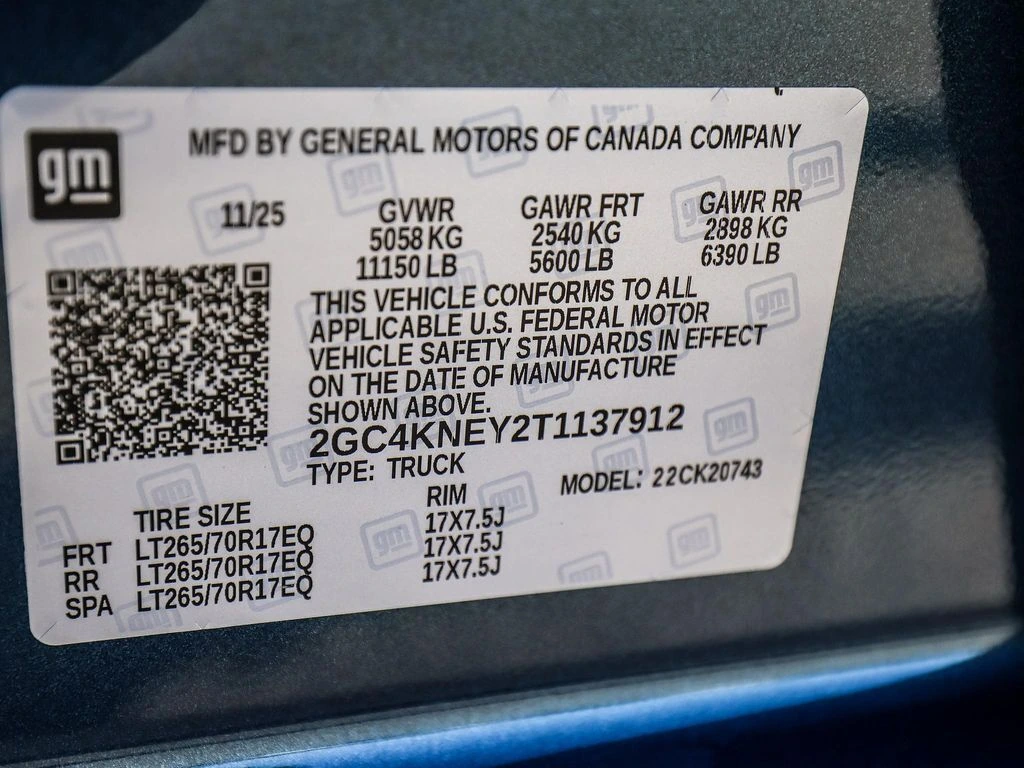 gm
MFD BY GENERAL MOTORS OF CANADA COMPANY
11/25 GVWR GAWR FRT GAWR RR
5058 KG 2540 KG 2898 KG
11150 LB 5600 LB 6390 LB
THIS VEHICLE CONFORMS TO ALL
APPLICABLE U.S. FEDERAL MOTOR
VEHICLE SAFETY STANDARDS IN EFFECT
ON THE DATE OF MANUFACTURE
SHOWN ABOVE.
2GC4KNEY2T1137912
TYPE: TRUCK MODEL: 22CK20743
TIRE SIZE RIM
FRT LT265/70R17EQ 17X7.5J
RR LT265/70R17EQ 17X7.5J
SPA LT265/70R17EQ 17X7.5J